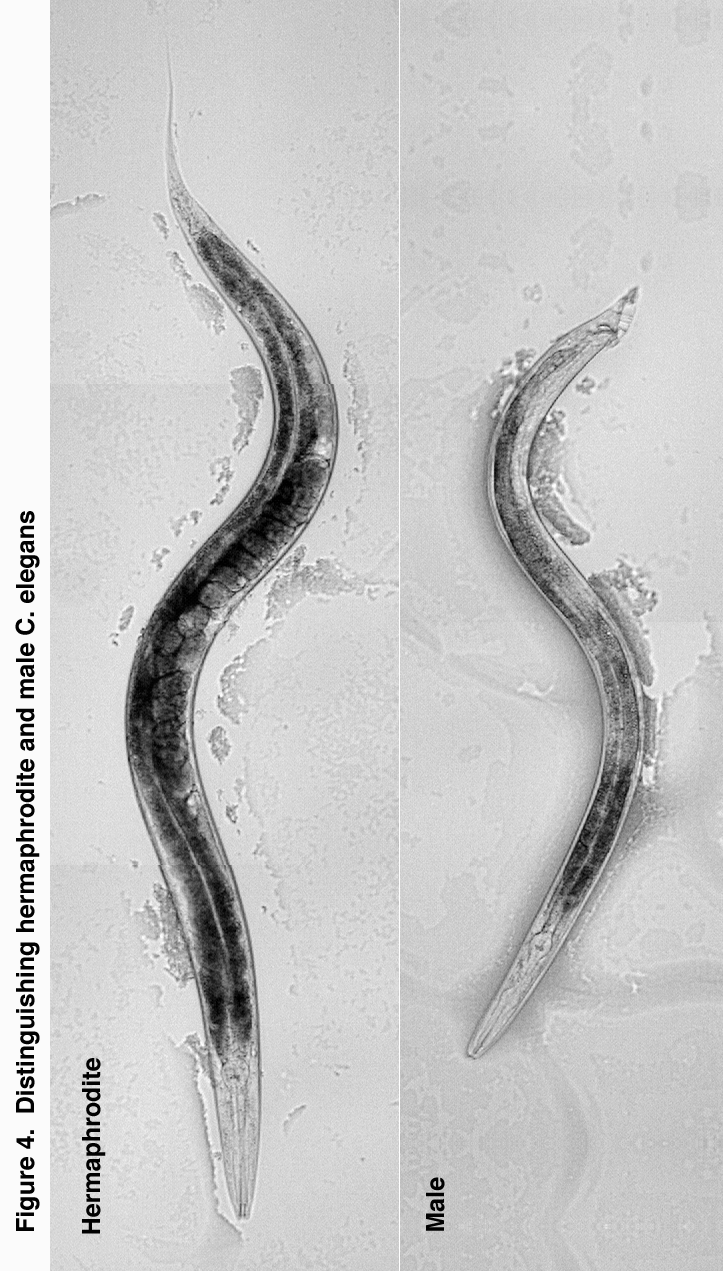 Figure 4.  Distinguishing hermaphrodite and male C. elegans
Hermaphrodite
Male